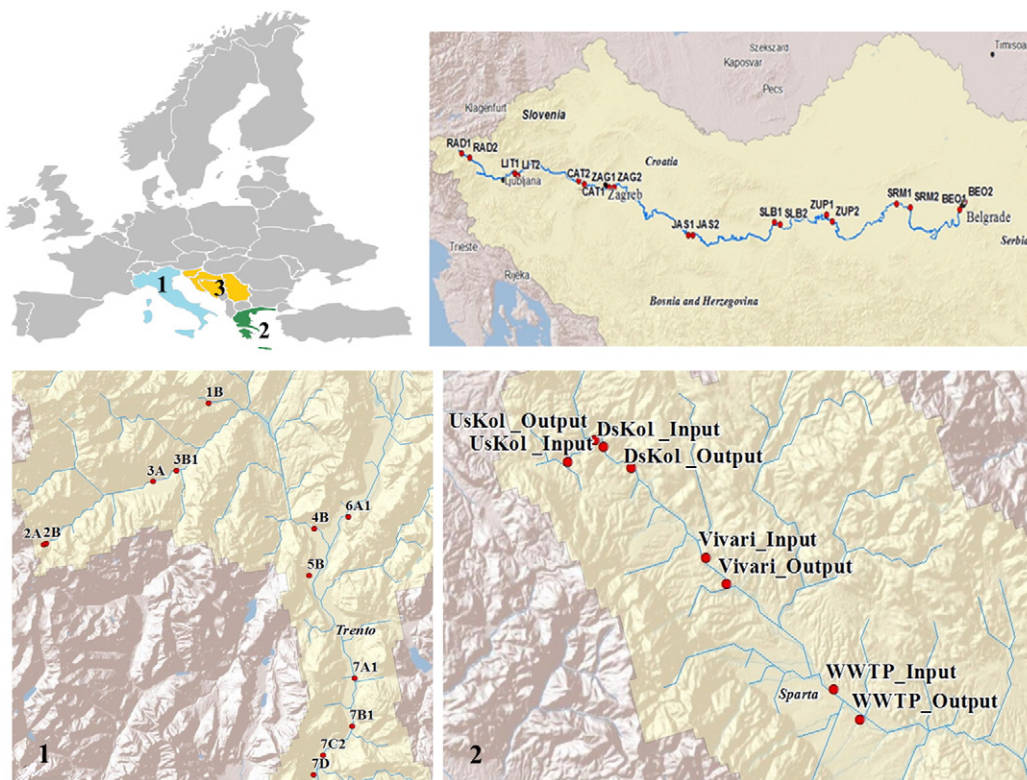 1
3
2
Szekszard
Timisoa
Kaposvar
Pecs
Klagenfurt
Slovenia
RAD1
RAD2
LIT1
LIT2
Ljubljana
CAT2
CAT1
ZAG1
ZAG2
Zagreb
Croatia
JAS1
JAS2
SLB1
SLB2
ZUP1
ZUP2
SRM1
SRM2
BEO1
BEO2
Belgrade
Serbia
Trieste
Rijeka
Bosnia and Herzegovina
1B
3B1
3A
2A
2B
6A1
4B
5B
Trento
7A1
7B1
7C2
7D
1
UsKol_Output
DsKol_Input
UsKol_Input
DsKol_Output
Vivari_Input
Vivari_Output
WWTP_Input
Sparta
WWTP_Output
2